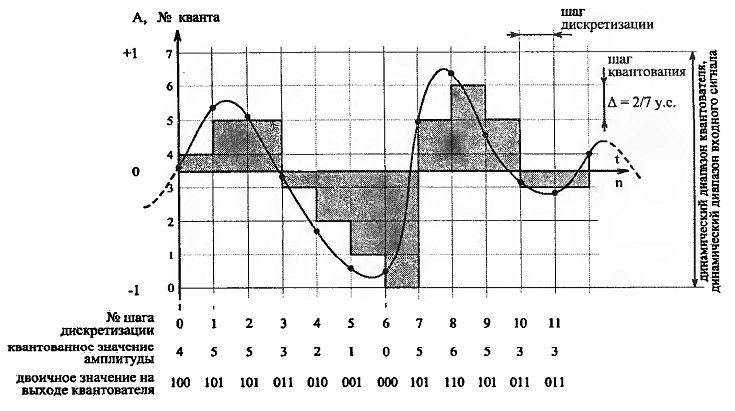 А, № кванта
шаг
дискретизации
+1 7
6
шаг
квантования
5
Δ = 2/7 у.с.
4
0
t
3
n
2
1
-1 0
динамический диапазон квантователя,
динамический диапазон входного сигнала
№ шага
дискретизации
0 1 2 3 4 5 6 7 8 9 10 11
квантованное значение
амплитуды
4 5 5 3 2 1 0 5 6 5 3 3
двоичное значение на
выходе квантователя
100 101 101 011 010 001 000 101 110 101 011 011